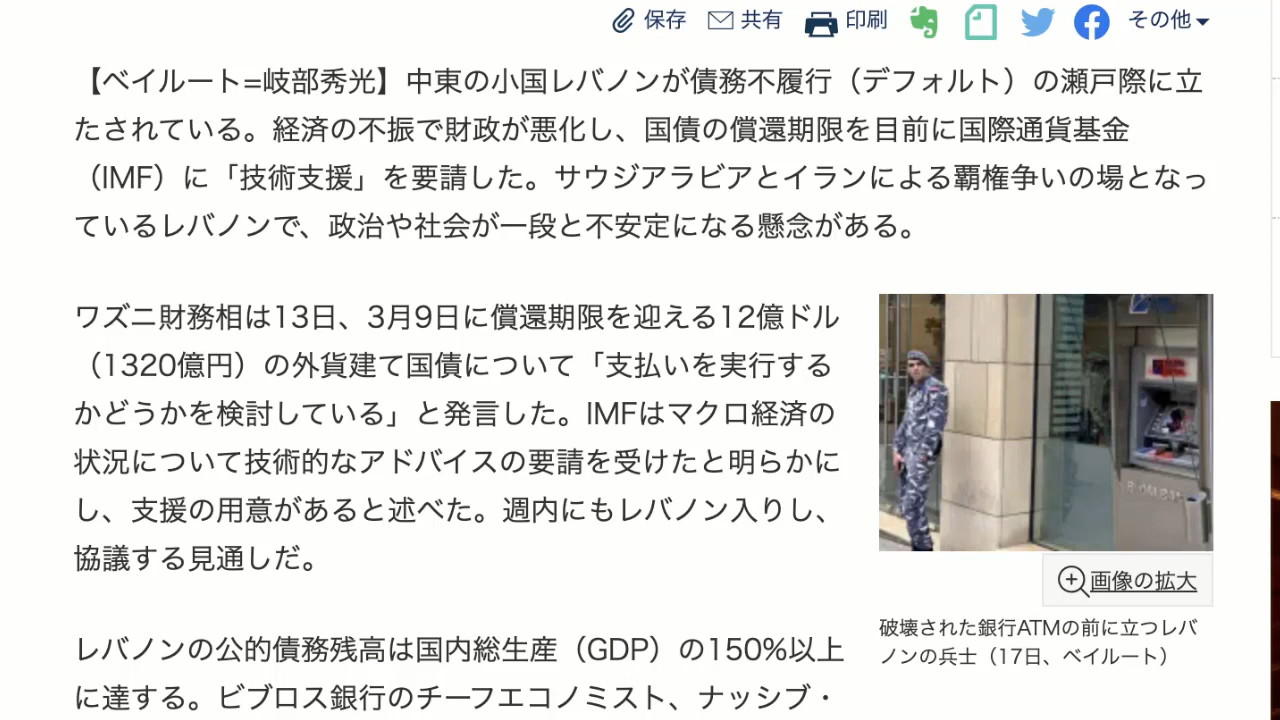 保存 共有 印刷 その他
【ベイルート=岐部秀光】中東の小国レバノンが債務不履行（デフォルト）の瀬戸際に立
たされている。経済の不振で財政が悪化し、国債の償還期限を目前に国際通貨基金
（IMF）に「技術支援」を要請した。サウジアラビアとイランによる覇権争いの場となっ
ているレバノンで、政治や社会が一段と不安定になる懸念がある。
ワズニ財務相は13日、3月9日に償還期限を迎える12億ドル
（1320億円）の外貨建て国債について「支払いを実行する
かどうかを検討している」と発言した。IMFはマクロ経済の
状況について技術的なアドバイスの要請を受けたと明らかに
し、支援の用意があると述べた。週内にもレバノン入りし、
協議する見通しだ。
レバノンの公的債務残高は国内総生産（GDP）の150%以上
に達する。ビブロス銀行のチーフエコノミスト、ナッシブ・
画像の拡大
破壊された銀行ATMの前に立つレバ
ノンの兵士（17日、ベイルート）